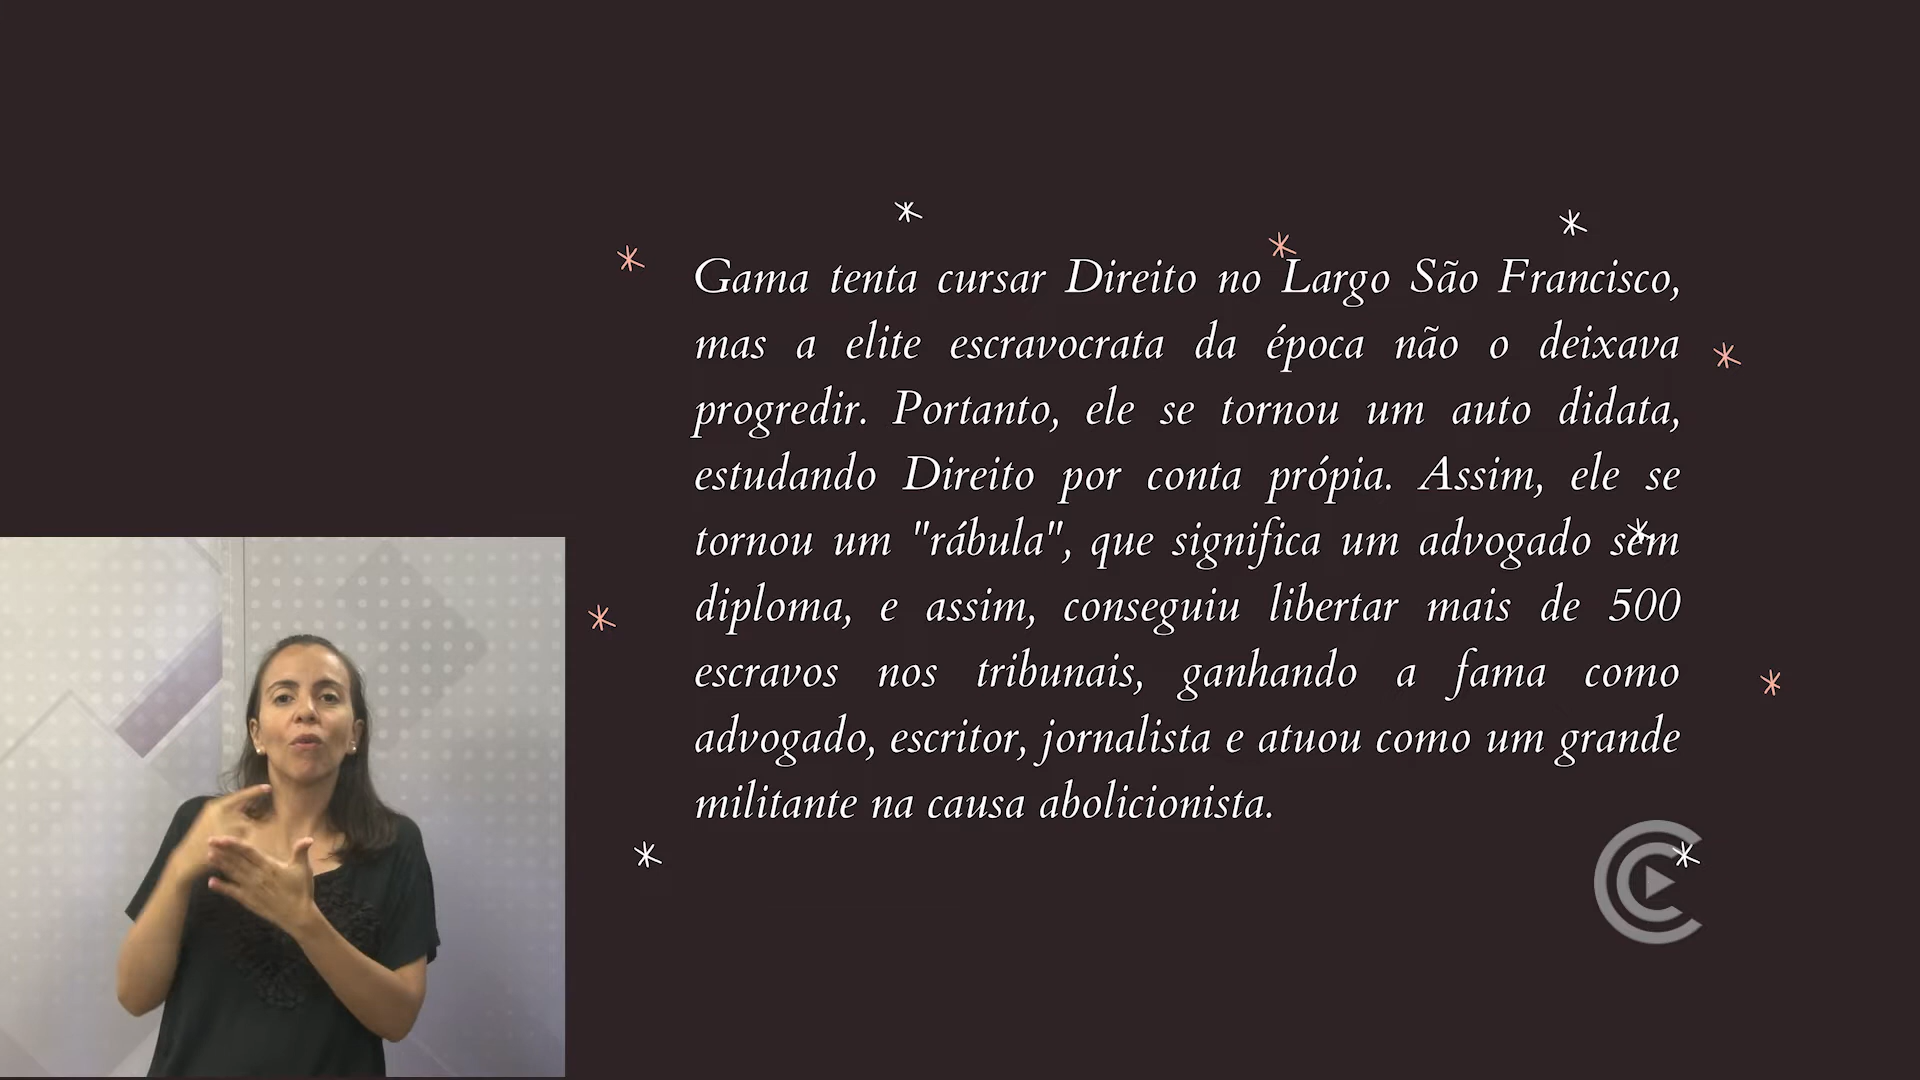 Gama tenta cursar Direito no Largo São Francisco,
mas a elite escravocrata da época não o deixava
progredir. Portanto, ele se tornou um auto didata,
estudando Direito por conta própia. Assim, ele se
tornou um "rábula", que significa um advogado sem
diploma, e assim, conseguiu libertar mais de 500
escravos nos tribunais, ganhando a fama como
advogado, escritor, jornalista e atuou como um grande
militante na causa abolicionista.